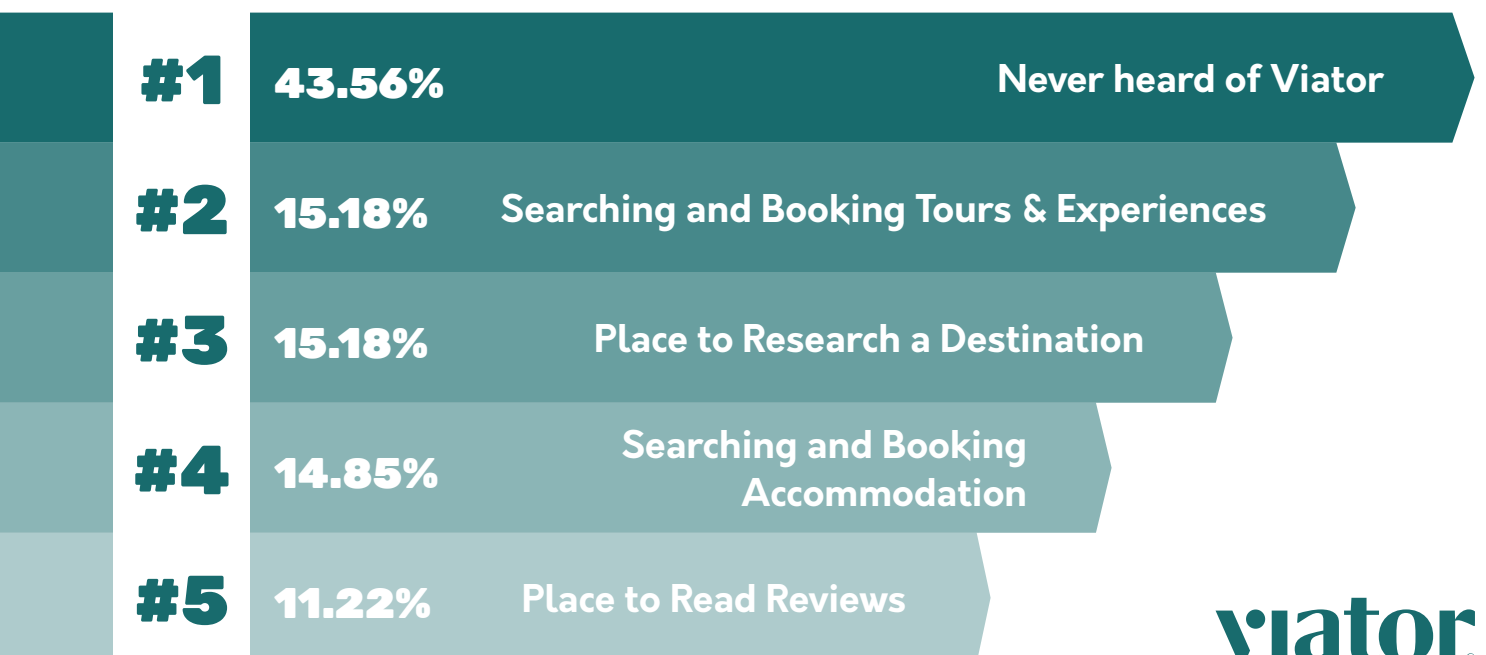 #1 43.56% Never heard of Viator
#2 15.18% Searching and Booking Tours & Experiences
#3 15.18% Place to Research a Destination
#4 14.85% Searching and Booking
Accommodation
#5 11.22% Place to Read Reviews
viator